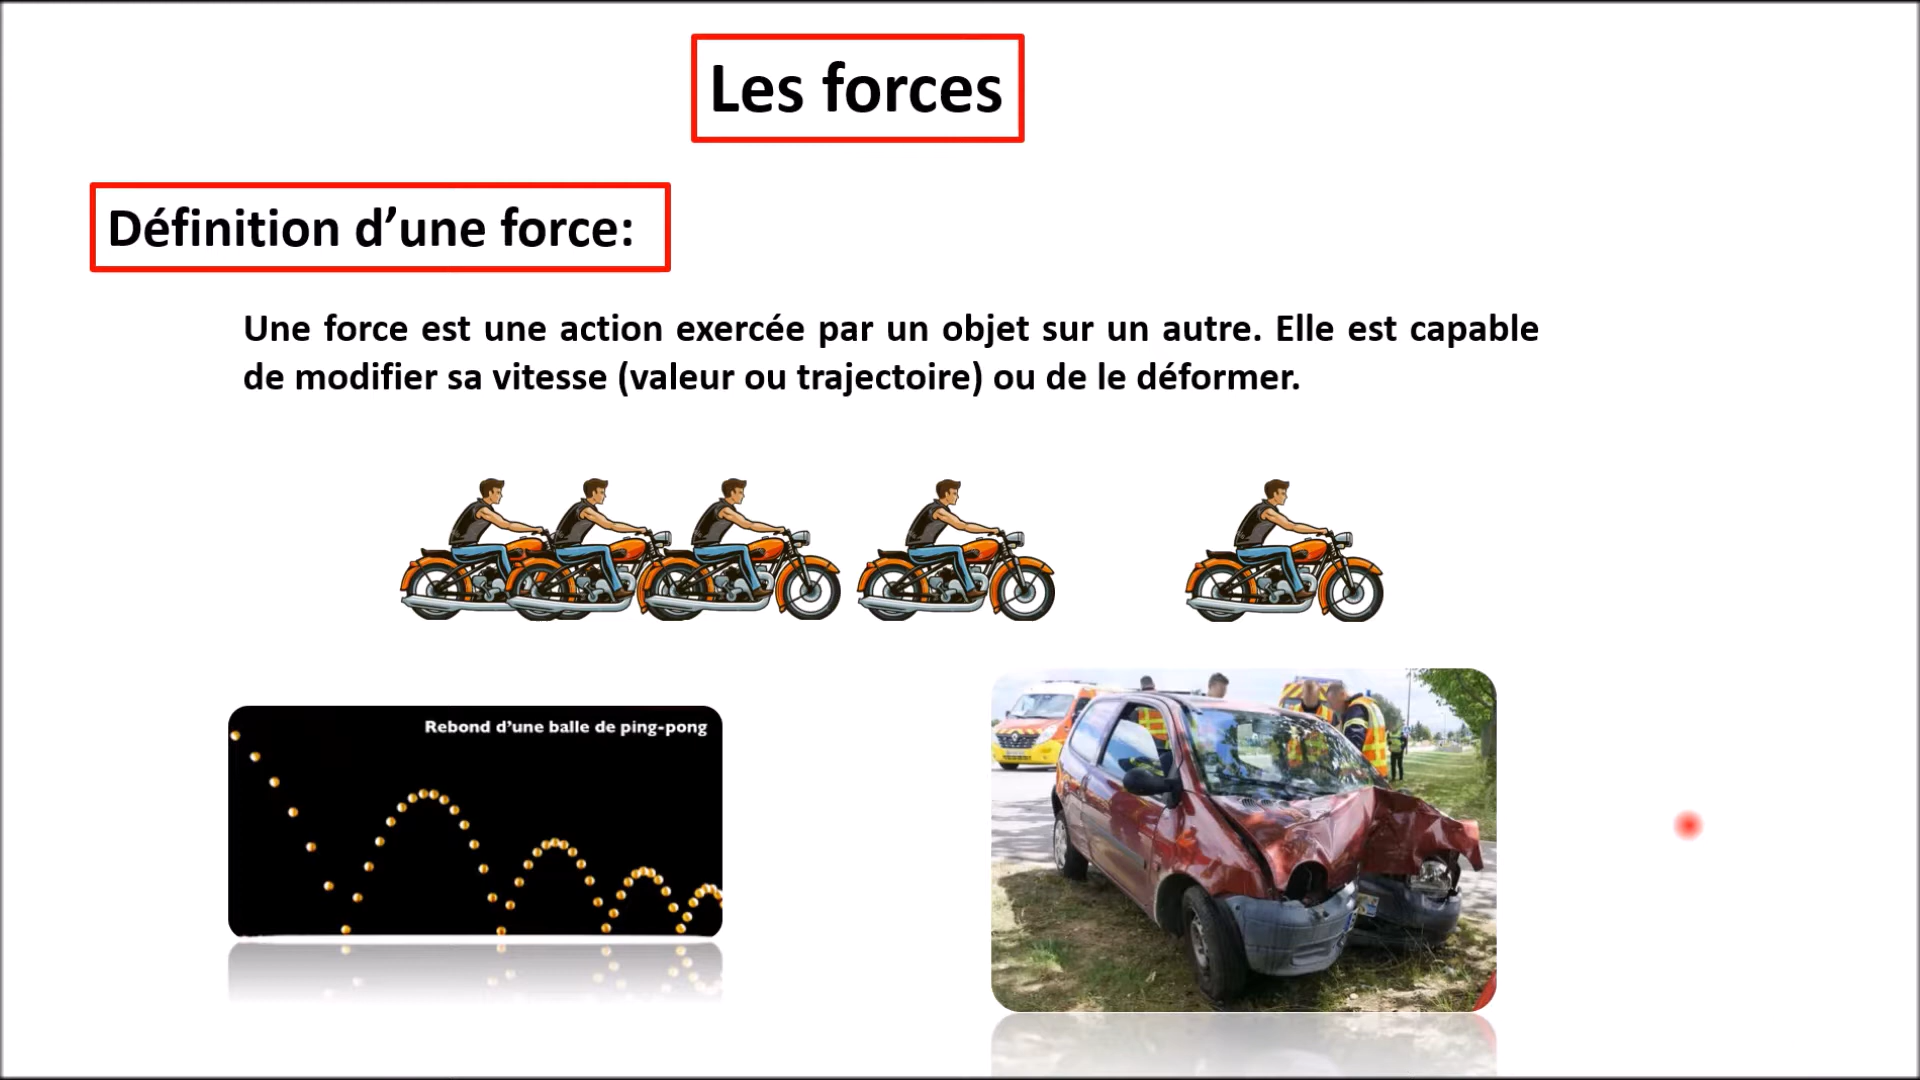 Les forces
Définition d’une force:
Une force est une action exercée par un objet sur un autre. Elle est capable
de modifier sa vitesse (valeur ou trajectoire) ou de le déformer.
Rebond d’une balle de ping-pong